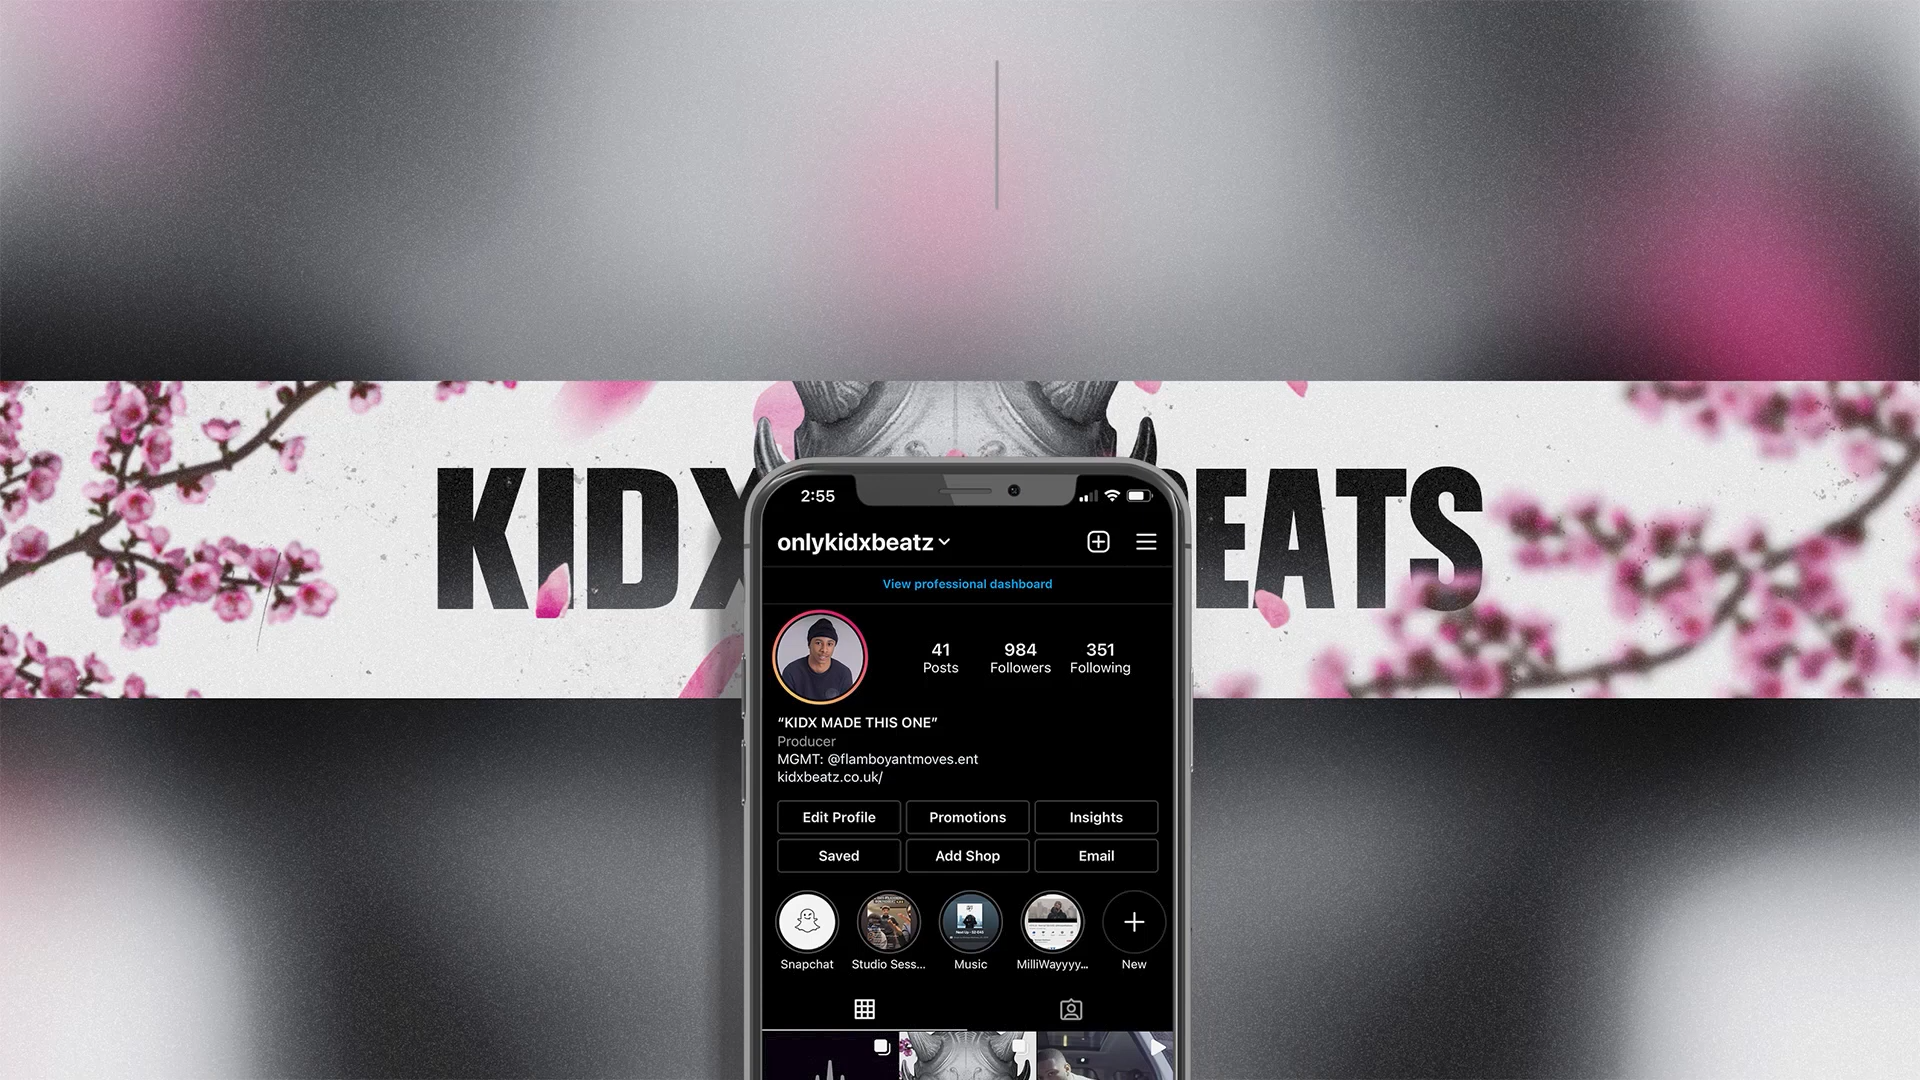 KIDX BEATS
2:55
onlykidxbeatz
View professional dashboard
41 984 351
Posts Followers Following
“KIDX MADE THIS ONE”
Producer
MGMT: @flamboyantmoves.ent
kidxbeatz.co.uk/
Edit Profile Promotions Insights
Saved Add Shop Email
Snapchat Studio Sess... Music MilliWayyyy... New